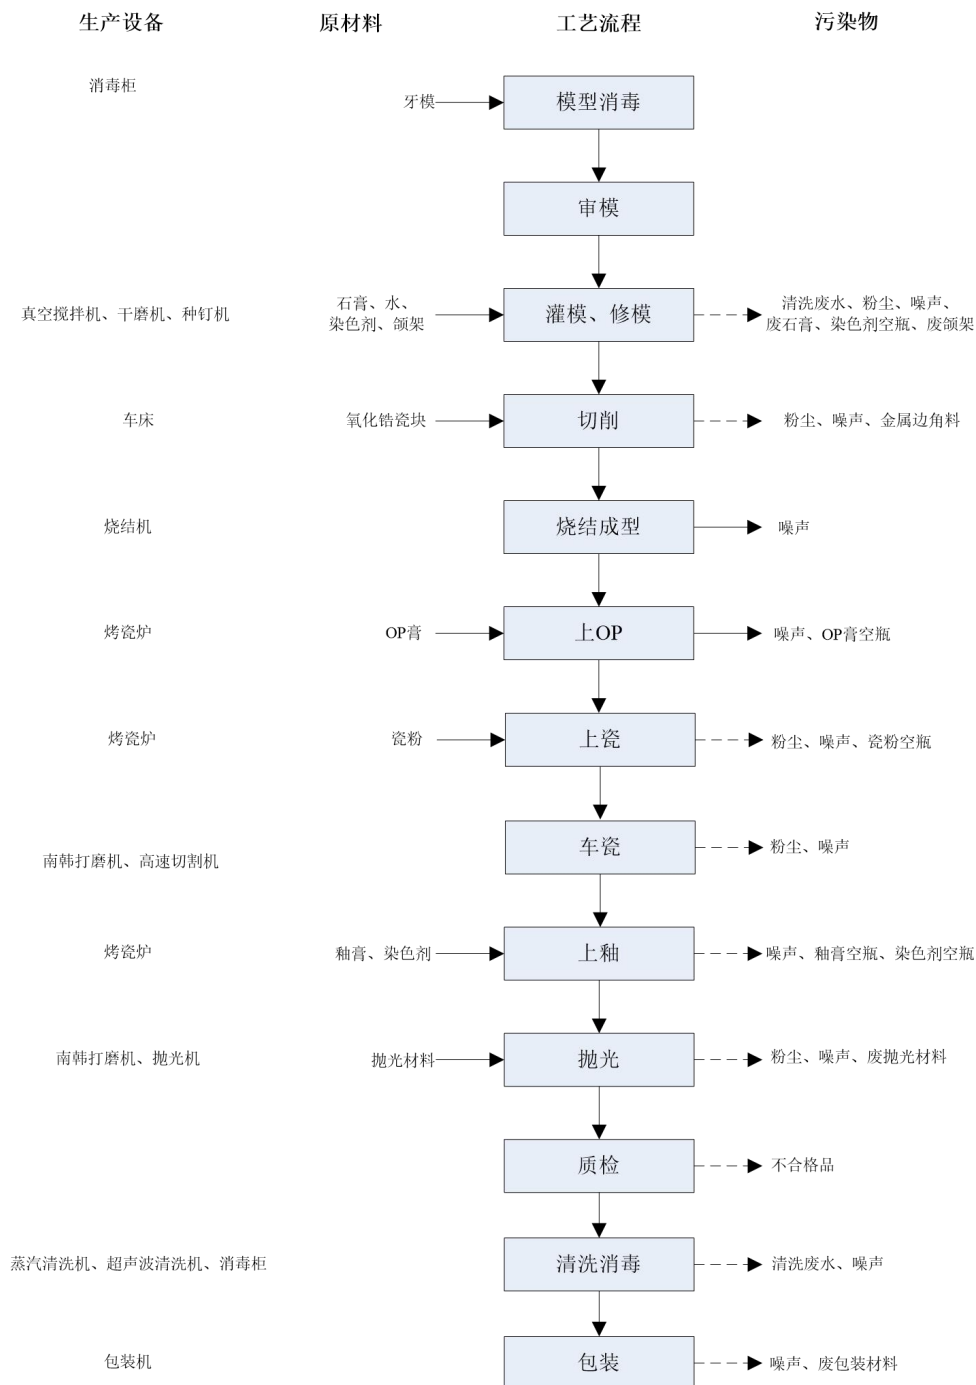 生产设备
原材料
工艺流程
污染物
消毒柜
牙模
模型消毒
审模
真空搅拌机、干磨机、种钉机
石膏、水、
染色剂、颌架
灌模、修模
清洗废水、粉尘、噪声、
废石膏、染色剂空瓶、废颌架
车床
氧化锆瓷块
切削
粉尘、噪声、金属边角料
烧结机
烧结成型
噪声
烤瓷炉
OP膏
上OP
噪声、OP膏空瓶
烤瓷炉
瓷粉
上瓷
粉尘、噪声、瓷粉空瓶
南韩打磨机、高速切割机
车瓷
粉尘、噪声
烤瓷炉
釉膏、染色剂
上釉
噪声、釉膏空瓶、染色剂空瓶
南韩打磨机、抛光机
抛光材料
抛光
粉尘、噪声、废抛光材料
质检
不合格品
蒸汽清洗机、超声波清洗机、消毒柜
清洗消毒
清洗废水、噪声
包装机
包装
噪声、废包装材料